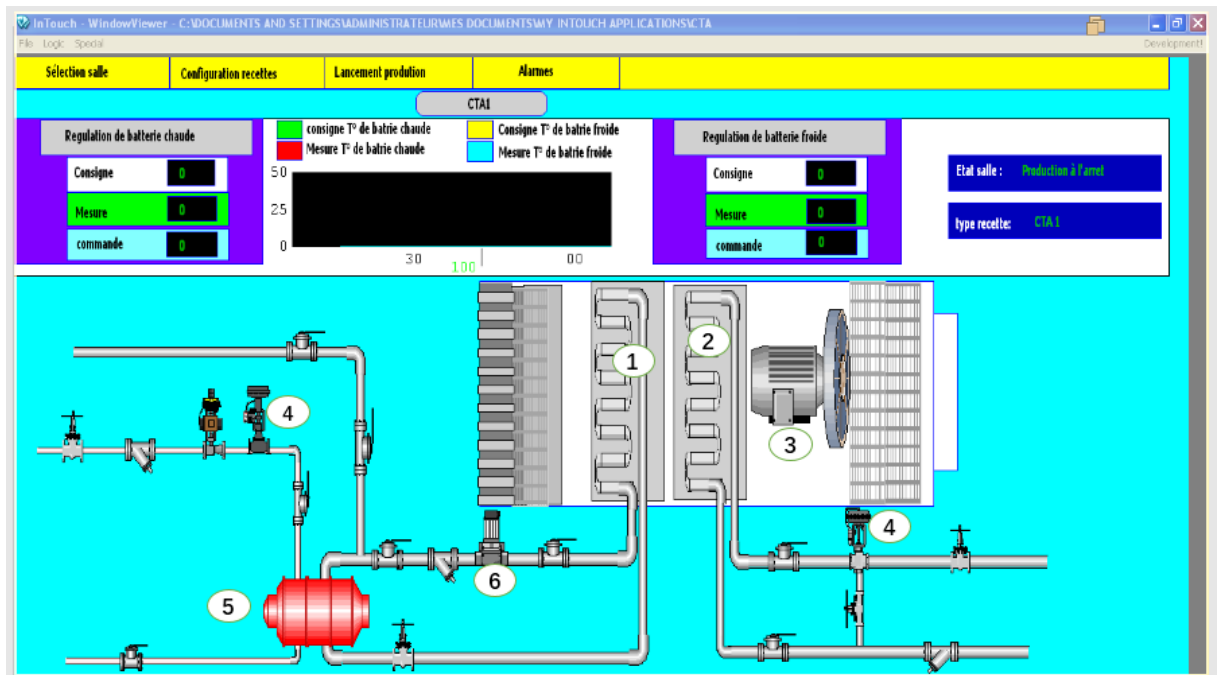 InTouch - WindowViewer - C:\DOCUMENTS AND SETTINGS\ADMINISTRATEUR\MES DOCUMENTS\MY INTOUCH APPLICATIONS\CTA
File Logic Special Development!
Sélection salle Configuration recettes Lancement prodution Alarmes
CTA1
Regulation de batterie chaude
Consigne 0
Mesure 0
commande 0
consigne T° de batrie chaude Consigne T° de batrie froide
Mesure T° de batrie chaude Mesure T° de batrie froide
50
25
0
30 100 00
Regulation de batterie froide
Consigne 0
Mesure 0
commande 0
Etat salle : Production à l'arret
type recette: CTA 1
1
2
3
4
4
5
6